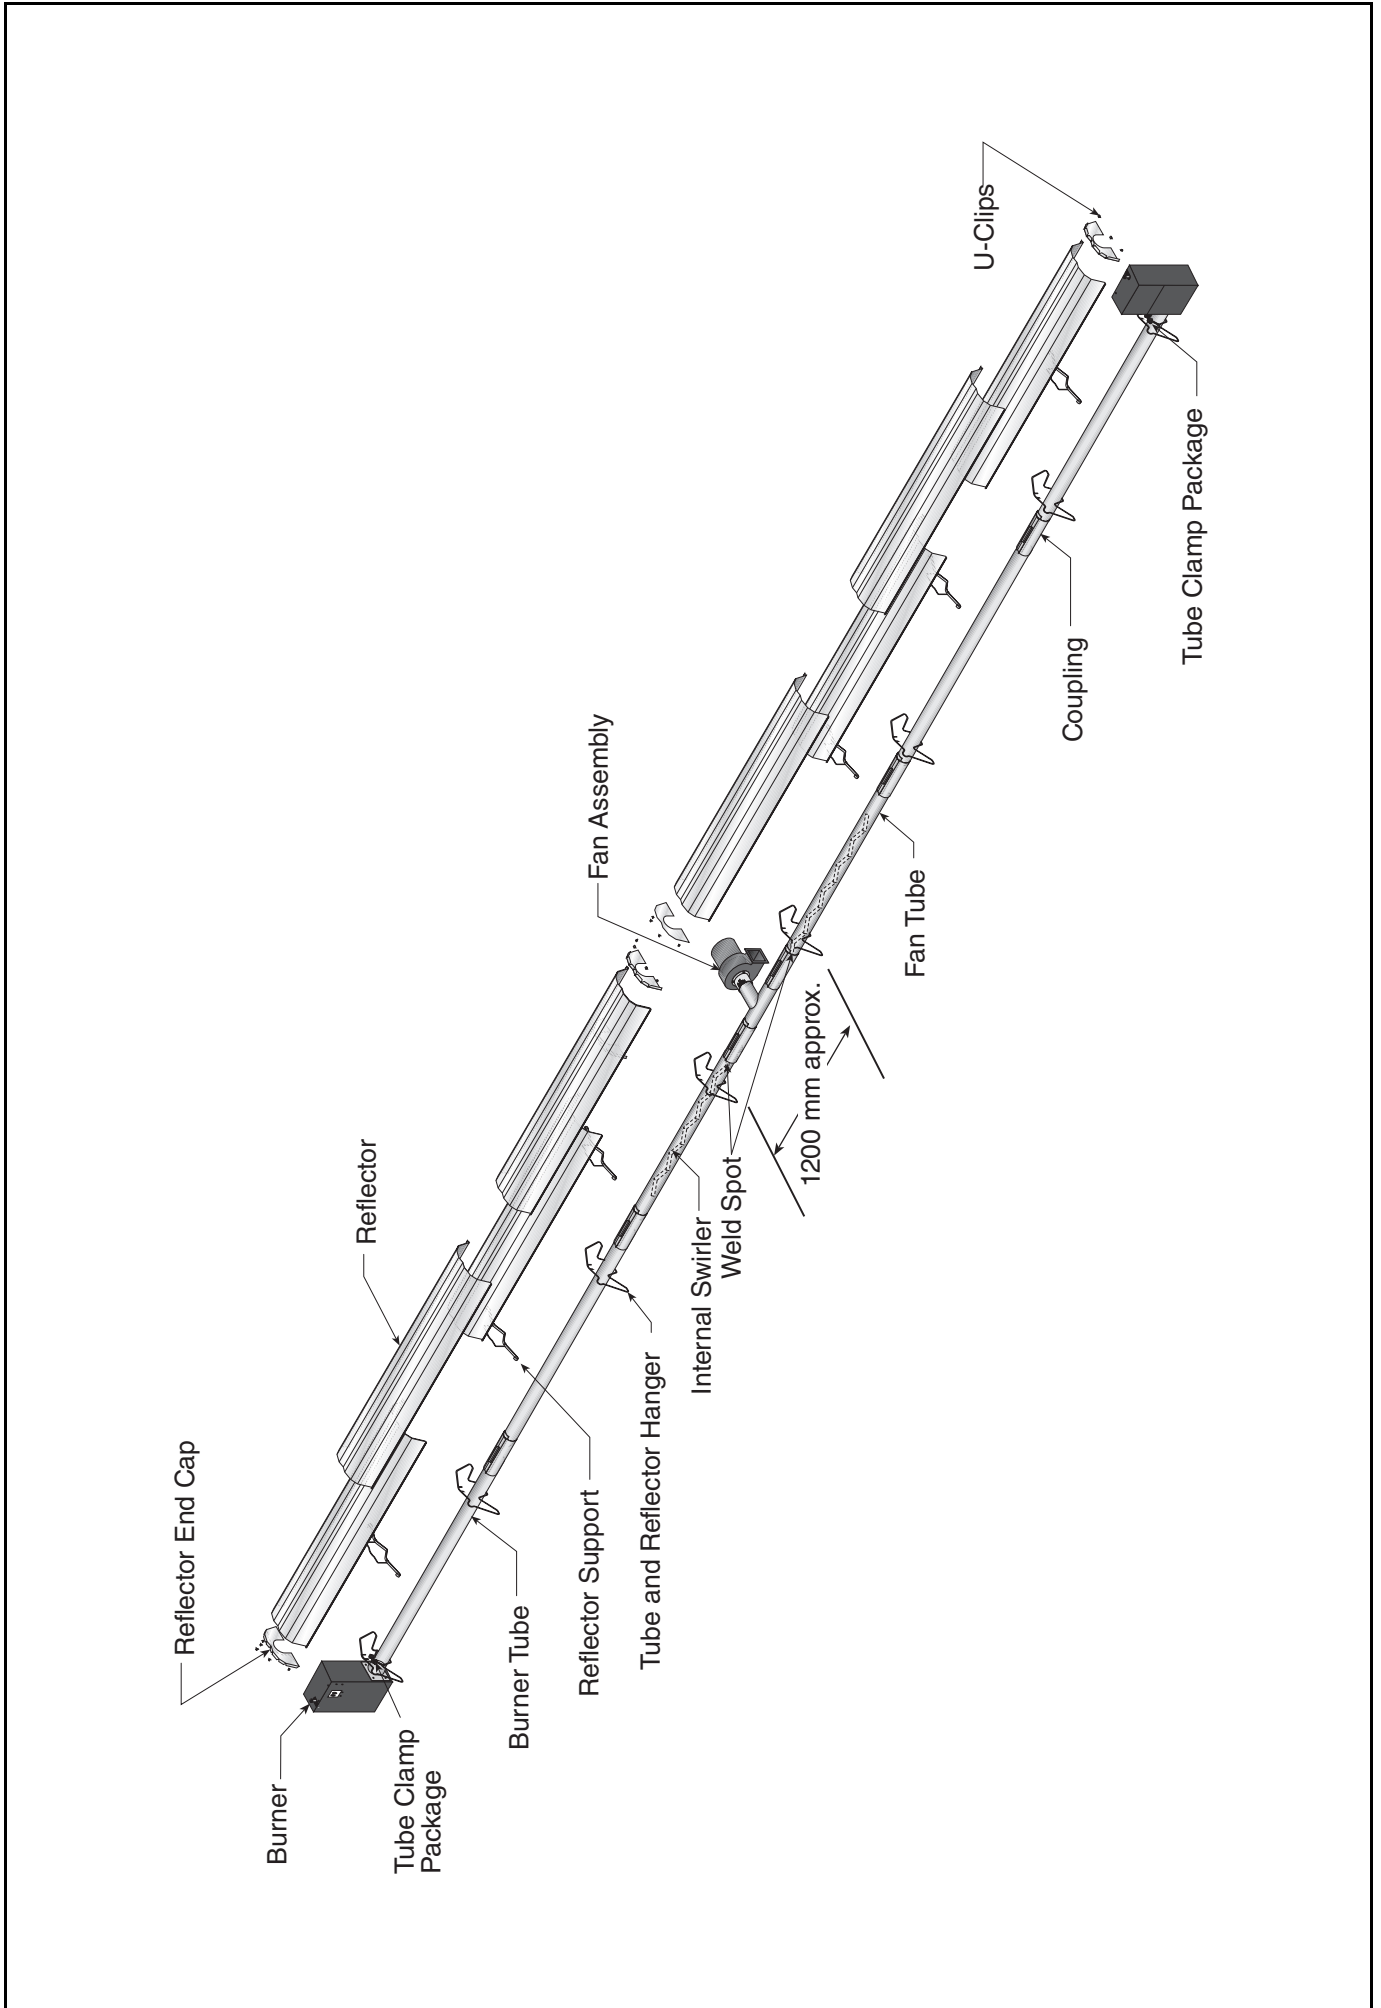 Reflector End Cap
Burner
Tube Clamp
Package
Reflector
Burner Tube
Reflector Support
Tube and Reflector Hanger
Internal Swirler
Weld Spot
1200 mm approx.
Fan Assembly
Fan Tube
U-Clips
Coupling
Tube Clamp Package